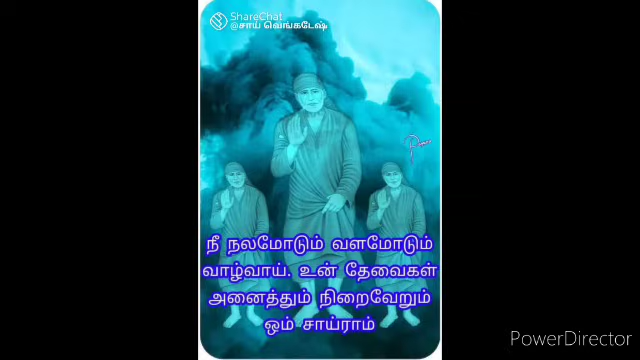 ShareChat
@சாய் வெங்கடேஷ்
நீ நலமோடும் வளமோடும்
வாழ்வாய். உன் தேவைகள்
அனைத்தும் நிறைவேறும்
ஓம் சாய்ராம்
PowerDirector